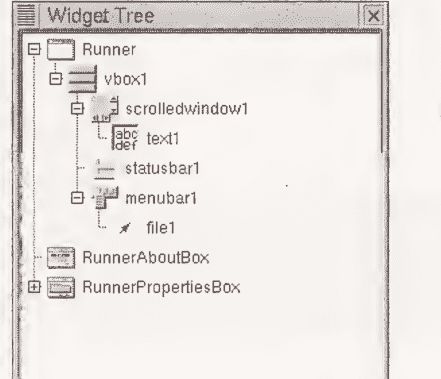 Widget Tree
Runner
vbox1
scrolledwindow1
abc
def
text1
statusbar1
menubar1
file1
RunnerAboutBox
RunnerPropertiesBox